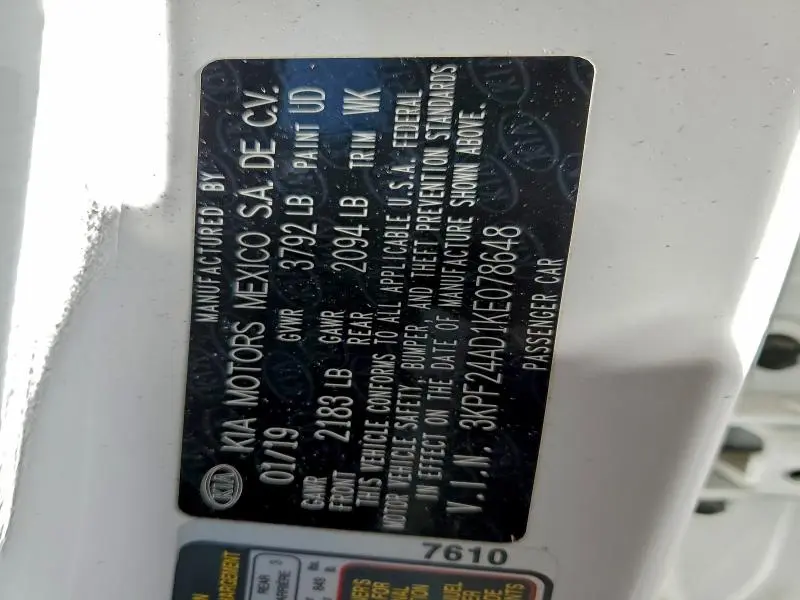 MANUFACTURED BY
KIA KIA MOTORS MEXICO S.A. DE C.V.
01/19 GVWR 3792 LB PAINT UD
GAWR FRONT 2183 LB GAWR REAR 2094 LB TRIM WK
THIS VEHICLE CONFORMS TO ALL APPLICABLE U.S.A. FEDERAL
MOTOR VEHICLE SAFETY, BUMPER, AND THEFT PREVENTION STANDARDS
IN EFFECT ON THE DATE OF MANUFACTURE SHOWN ABOVE.
V.I.N. 3KPF24AD1KE078648
PASSENGER CAR
7610
REAR